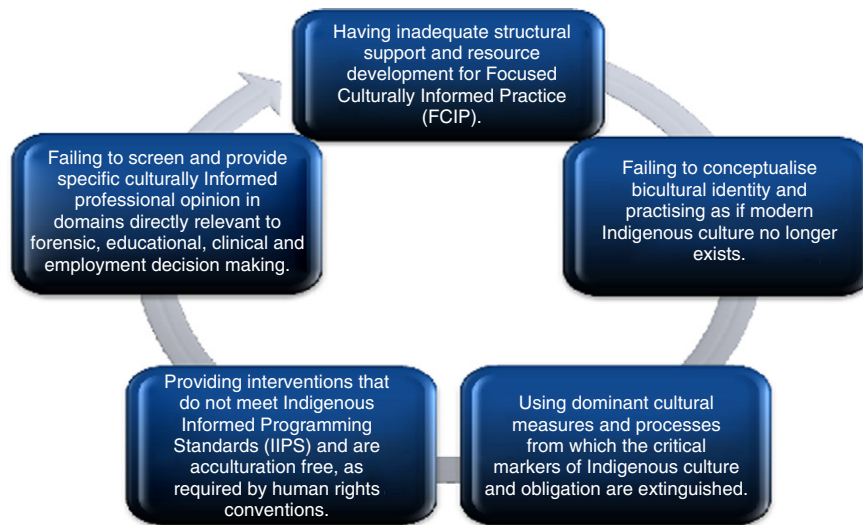 Having inadequate structural
support and resource
development for Focused
Culturally Informed Practice
(FCIP).
Failing to conceptualise
bicultural identity and
practising as if modern
Indigenous culture no longer
exists.
Using dominant cultural
measures and processes
from which the critical
markers of Indigenous culture
and obligation are extinguished.
Providing interventions that
do not meet Indigenous
Informed Programming
Standards (IIPS) and are
acculturation free, as
required by human rights
conventions.
Failing to screen and provide
specific culturally Informed
professional opinion in
domains directly relevant to
forensic, educational, clinical and
employment decision making.